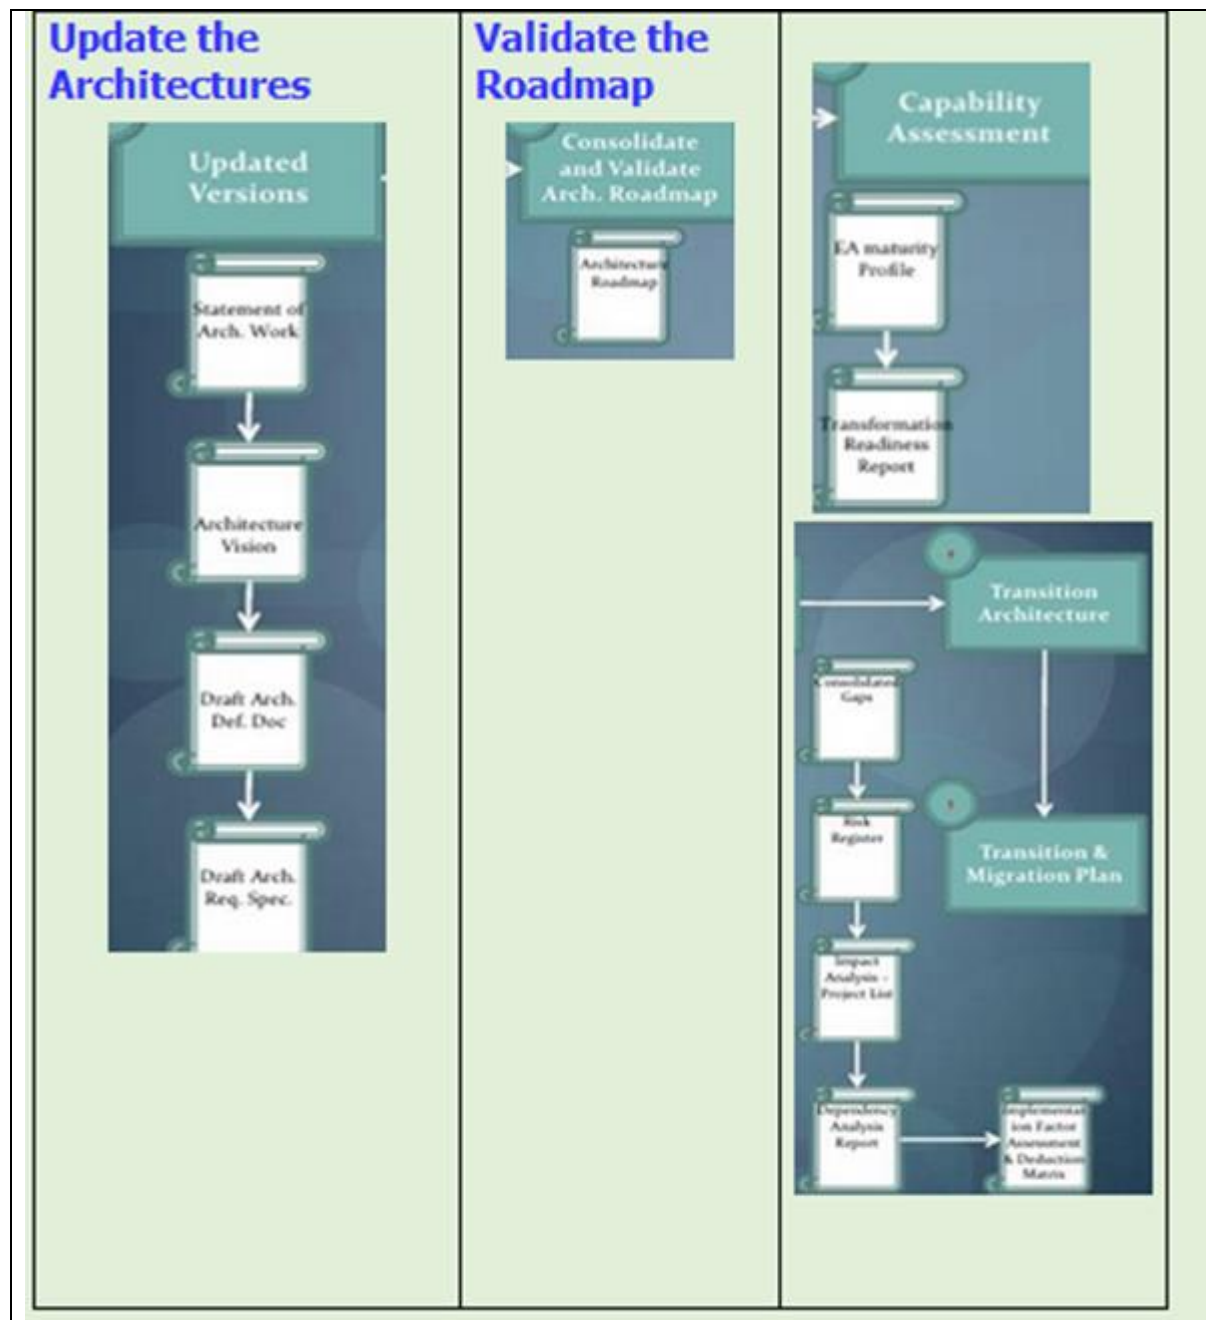 Update the
Architectures
Updated
Versions
Statement of
Arch. Work
Architecture
Vision
Draft Arch.
Def. Doc
Draft Arch.
Req. Spec.
Validate the
Roadmap
Consolidate
and Validate
Arch. Roadmap
Architecture
Roadmap
Capability
Assessment
EA maturity
Profile
Transformation
Readiness
Report
Transition
Architecture
Consolidated
Gaps
Risk
Register
Transition &
Migration Plan
Impact
Analysis -
Project List
Dependency
Analysis
Report
Implementat
ion Factor
Assessment
& Deduction
Matrix